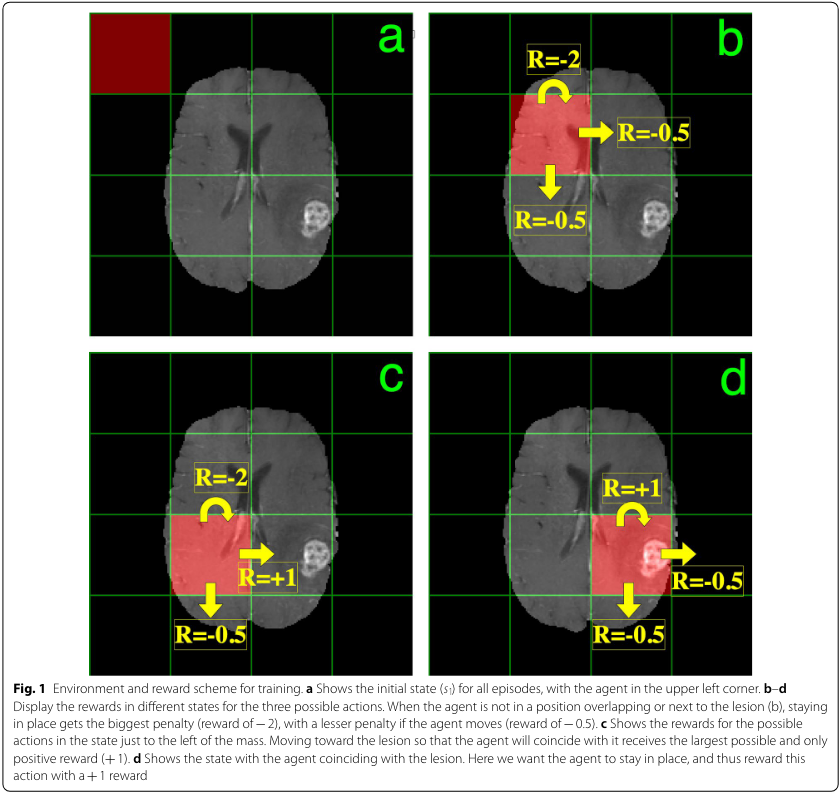 a
b
R=-2
R=-0.5
R=-0.5
c
R=-2
R=+1
R=-0.5
d
R=+1
R=-0.5
R=-0.5
Fig. 1 Environment and reward scheme for training. a Shows the initial state (s1) for all episodes, with the agent in the upper left corner. b–d
Display the rewards in different states for the three possible actions. When the agent is not in a position overlapping or next to the lesion (b), staying
in place gets the biggest penalty (reward of − 2), with a lesser penalty if the agent moves (reward of − 0.5). c Shows the rewards for the possible
actions in the state just to the left of the mass. Moving toward the lesion so that the agent will coincide with it receives the largest possible and only
positive reward (+ 1). d Shows the state with the agent coinciding with the lesion. Here we want the agent to stay in place, and thus reward this
action with a + 1 reward